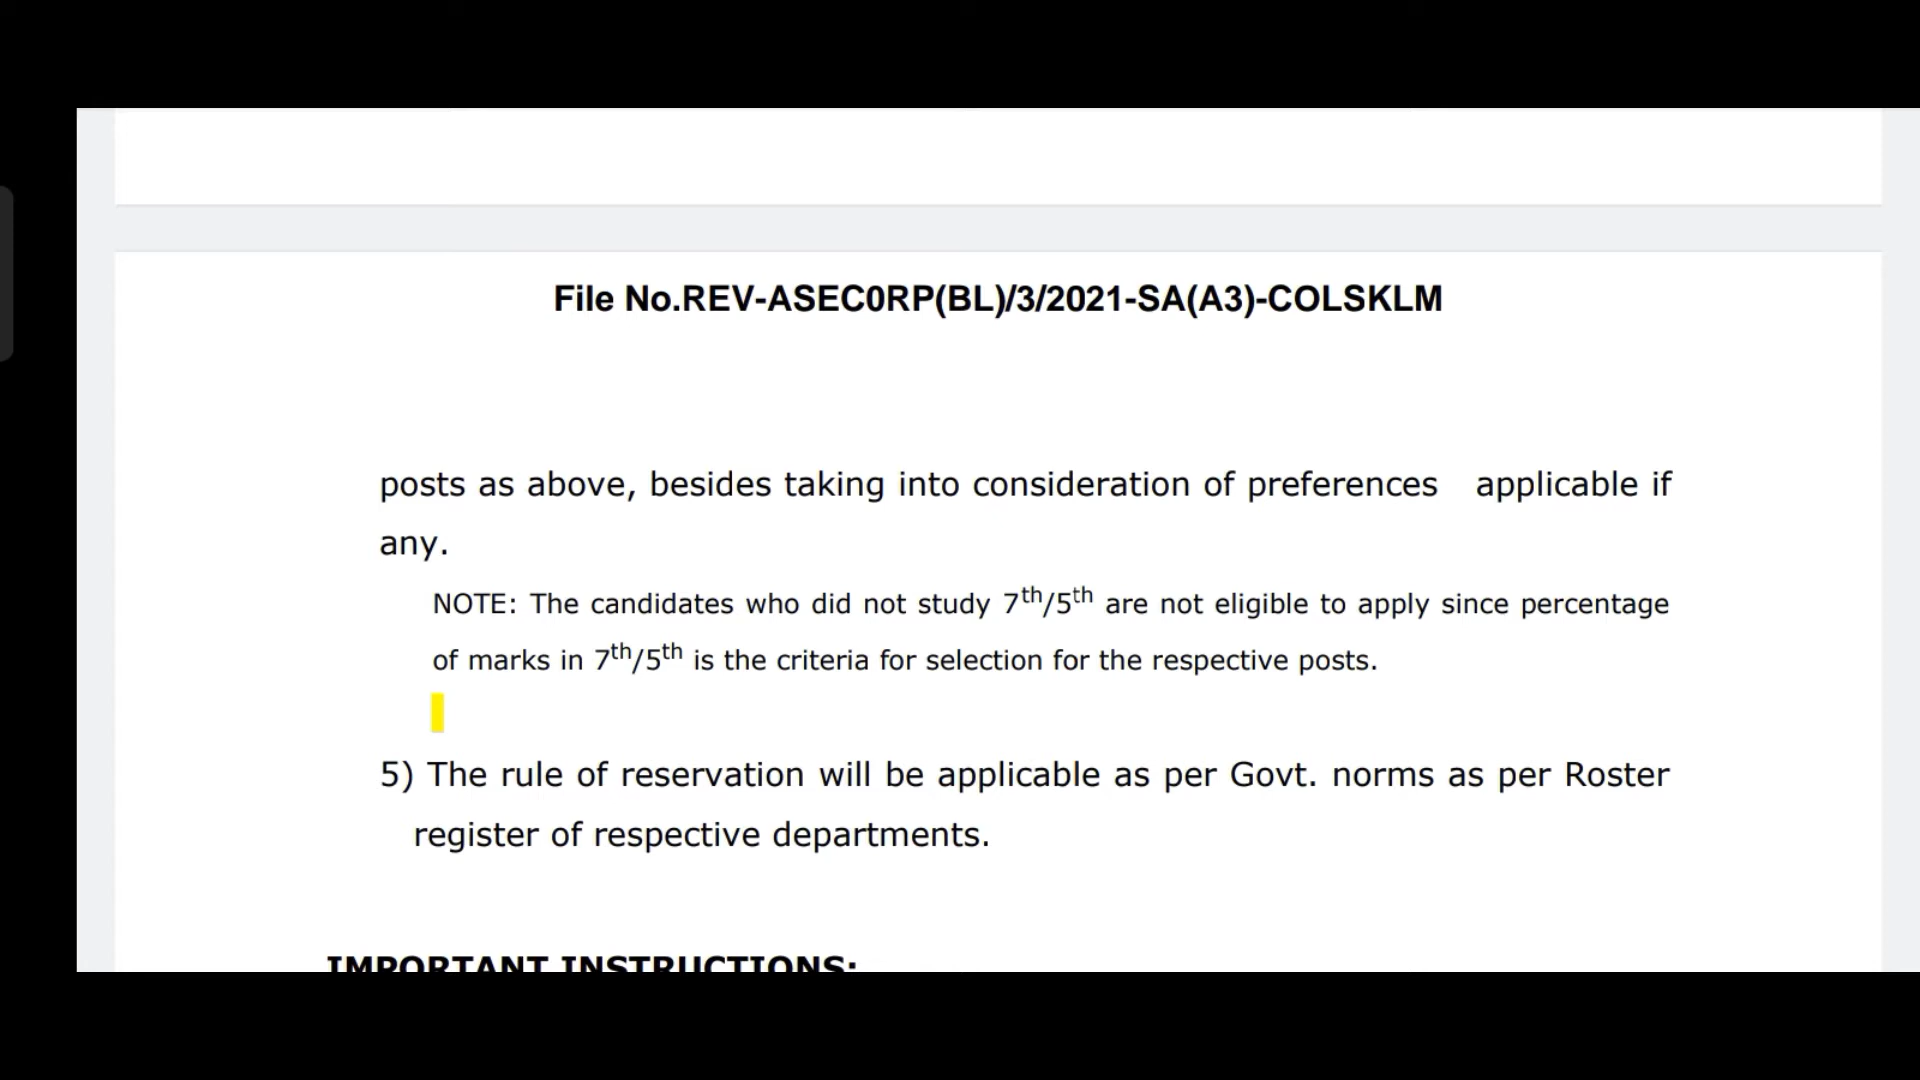 File No.REV-ASEC0RP(BL)/3/2021-SA(A3)-COLSKLM
posts as above, besides taking into consideration of preferences applicable if
any.
NOTE: The candidates who did not study 7th/5th are not eligible to apply since percentage
of marks in 7th/5th is the criteria for selection for the respective posts.
5) The rule of reservation will be applicable as per Govt. norms as per Roster
register of respective departments.
IMPORTANT INSTRUCTIONS: